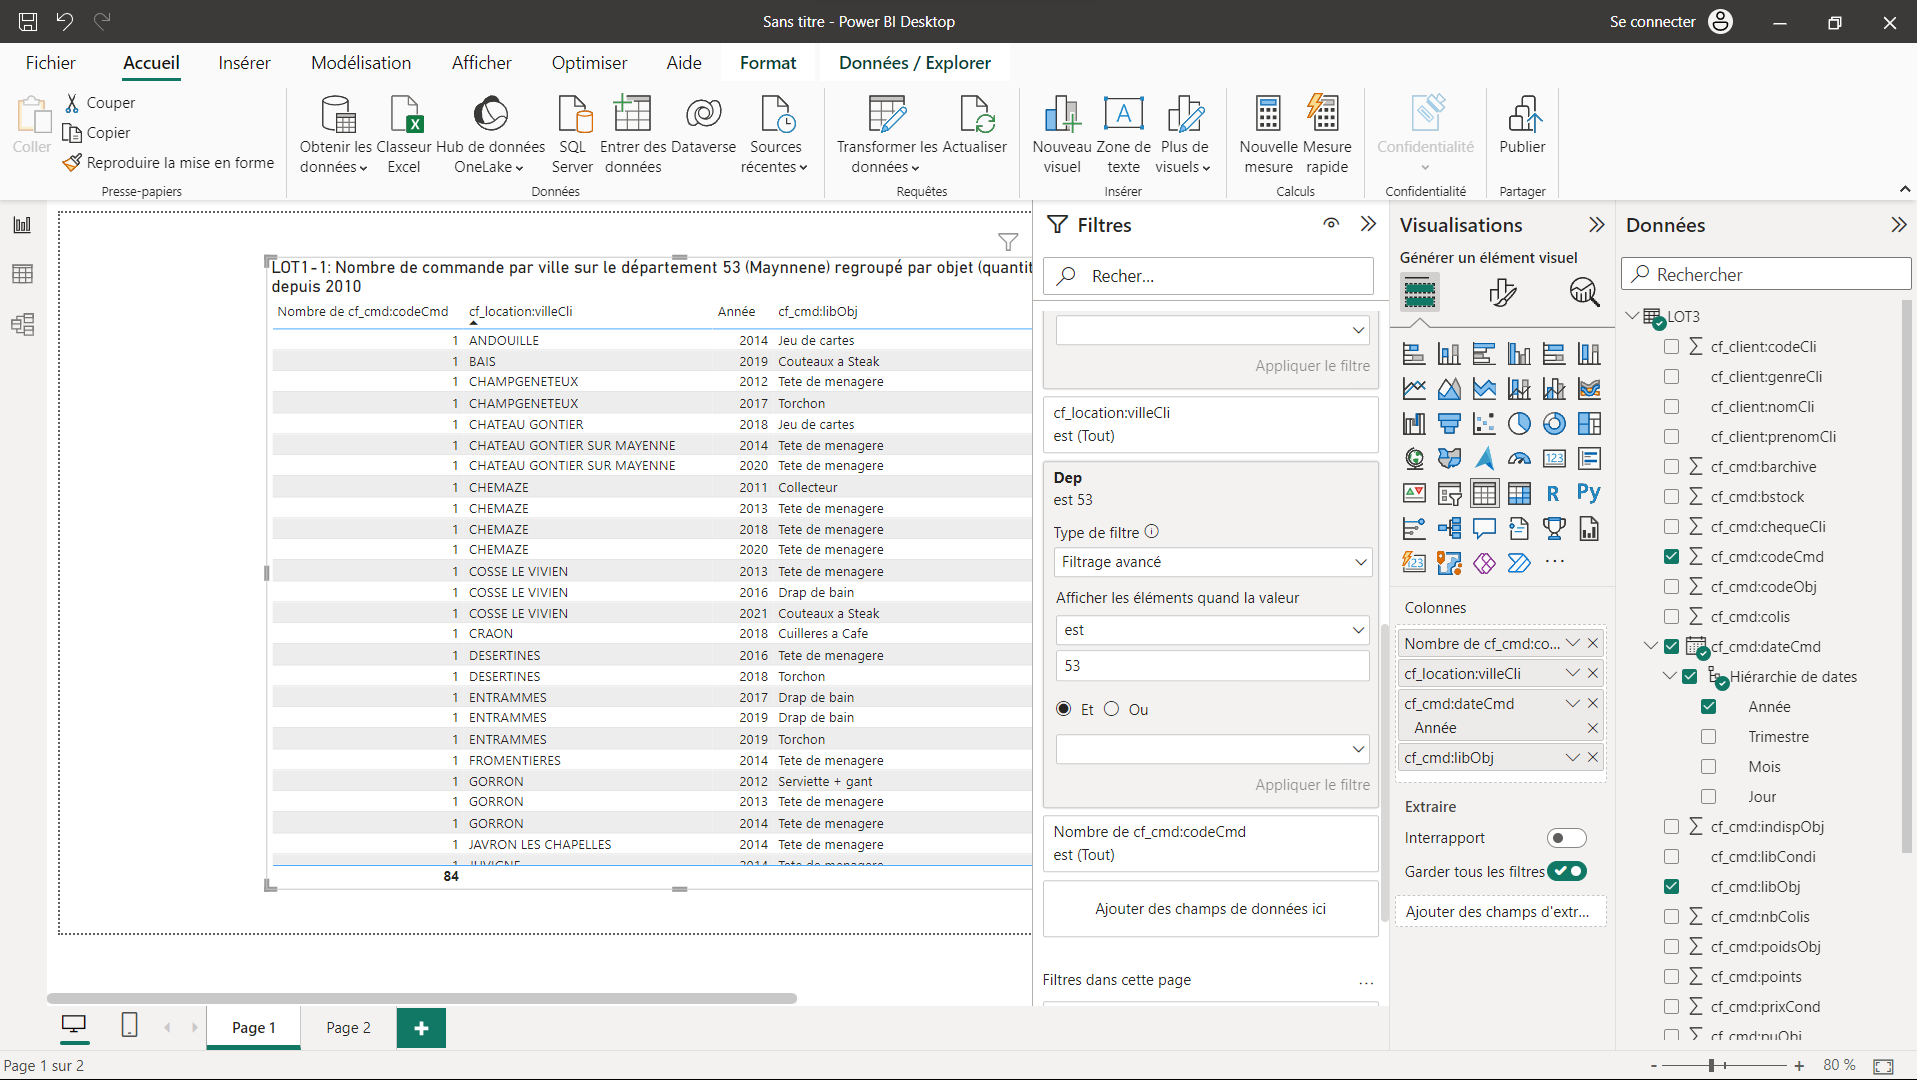 Sans titre - Power BI Desktop
Se connecter
Fichier
Accueil
Insérer
Modélisation
Afficher
Optimiser
Aide
Format
Données / Explorer
Coller
Couper
Copier
Reproduire la mise en forme
Presse-papiers
Obtenir les données
Classeur Excel
Hub de données OneLake
SQL Server
Entrer des données
Dataverse
Sources récentes
Données
Transformer les données
Actualiser
Requêtes
Nouveau visuel
Zone de texte
Plus de visuels
Insérer
Nouvelle mesure
Mesure rapide
Calculs
Confidentialité
Confidentialité
Publier
Partager
LOT1-1: Nombre de commande par ville sur le département 53 (Maynnene) regroupé par objet (quantit
depuis 2010
Nombre de cf_cmd:codeCmd cf_location:villeCli Année cf_cmd:libObj
1 ANDOUILLE 2014 Jeu de cartes
1 BAIS 2019 Couteaux a Steak
1 CHAMPGENETEUX 2012 Tete de menagere
1 CHAMPGENETEUX 2017 Torchon
1 CHATEAU GONTIER 2018 Jeu de cartes
1 CHATEAU GONTIER SUR MAYENNE 2014 Tete de menagere
1 CHATEAU GONTIER SUR MAYENNE 2020 Tete de menagere
1 CHEMAZE 2011 Collecteur
1 CHEMAZE 2013 Tete de menagere
1 CHEMAZE 2018 Tete de menagere
1 CHEMAZE 2020 Tete de menagere
1 COSSE LE VIVIEN 2013 Tete de menagere
1 COSSE LE VIVIEN 2016 Drap de bain
1 COSSE LE VIVIEN 2021 Couteaux a Steak
1 CRAON 2018 Cuilleres a Cafe
1 DESERTINES 2016 Tete de menagere
1 DESERTINES 2018 Torchon
1 ENTRAMMES 2017 Drap de bain
1 ENTRAMMES 2019 Drap de bain
1 ENTRAMMES 2019 Torchon
1 FROMENTIERES 2014 Tete de menagere
1 GORRON 2012 Serviette + gant
1 GORRON 2013 Tete de menagere
1 GORRON 2014 Tete de menagere
1 JAVRON LES CHAPELLES 2014 Tete de menagere
1 JUVIGNE 2014 Tete de menagere
84
Filtres
Recher...
Appliquer le filtre
cf_location:villeCli
est (Tout)
Dep
est 53
Type de filtre
Filtrage avancé
Afficher les éléments quand la valeur
est
53
Et Ou
Appliquer le filtre
Nombre de cf_cmd:codeCmd
est (Tout)
Ajouter des champs de données ici
Filtres dans cette page
...
Visualisations
Générer un élément visuel
123
R
Py
123
...
Colonnes
Nombre de cf_cmd:co...
cf_location:villeCli
cf_cmd:dateCmd
Année
cf_cmd:libObj
Extraire
Interrapport
Garder tous les filtres
Ajouter des champs d'extr...
Données
Rechercher
LOT3
cf_client:codeCli
cf_client:genreCli
cf_client:nomCli
cf_client:prenomCli
cf_cmd:barchive
cf_cmd:bstock
cf_cmd:chequeCli
cf_cmd:codeCmd
cf_cmd:codeObj
cf_cmd:colis
cf_cmd:dateCmd
Hiérarchie de dates
Année
Trimestre
Mois
Jour
cf_cmd:indispObj
cf_cmd:libCondi
cf_cmd:libObj
cf_cmd:nbColis
cf_cmd:poidsObj
cf_cmd:points
cf_cmd:prixCond
cf_cmd:puObj
Page 1
Page 2
+
Page 1 sur 2
- + 80 %